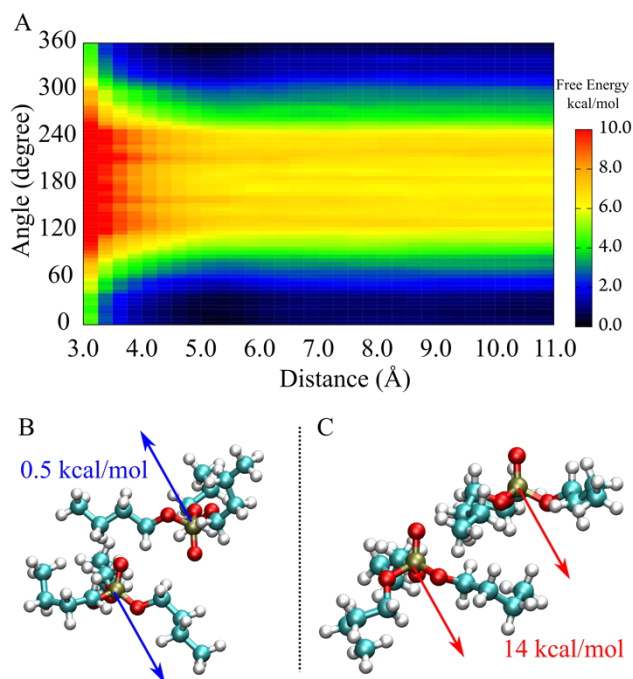 A
360
300
240
180
120
60
0
Angle (degree)
3.0 4.0 5.0 6.0 7.0 8.0 9.0 10.0 11.0
Distance (Å)
Free Energy
kcal/mol
10.0
8.0
6.0
4.0
2.0
0.0
B
0.5 kcal/mol
C
14 kcal/mol